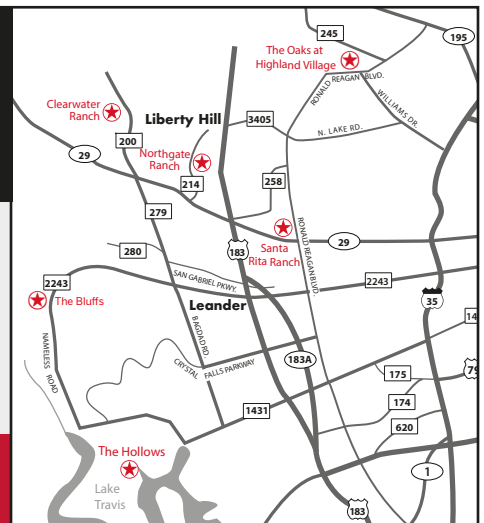 245
195
The Oaks at
Highland Village
RONALD REAGAN BLVD.
WILLIAMS DR.
Clearwater
Ranch
Liberty Hill
3405
N. LAKE RD.
200
29
Northgate
Ranch
214
258
279
RONALD REAGAN BLVD.
Santa
Rita Ranch
29
280
183
2243
SAN GABRIEL PKWY.
2243
The Bluffs
Leander
35
14
BAGDAD RD.
NAMELESS ROAD
183A
CRYSTAL FALLS PARKWAY
175
79
174
1431
620
The Hollows
1
Lake
Travis
183